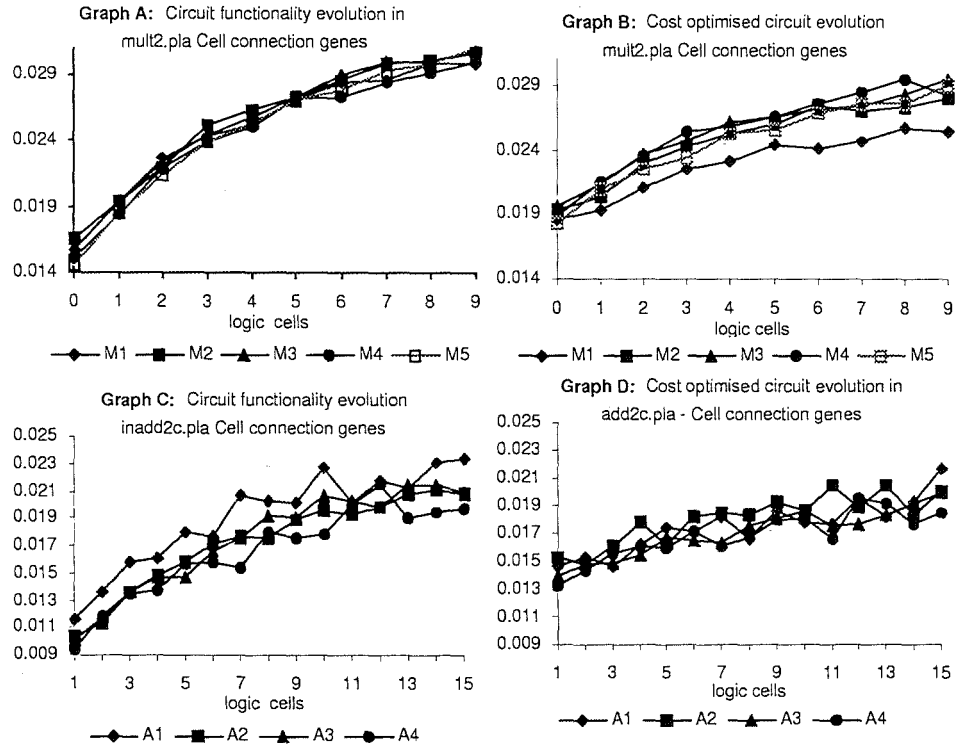 Graph A: Circuit functionality evolution in
mult2.pla Cell connection genes
0.029
0.024
0.019
0.014
0 1 2 3 4 5 6 7 8 9
logic cells
M1 M2 M3 M4 M5
Graph B: Cost optimised circuit evolution
mult2.pla Cell connection genes
0.029
0.024
0.019
0.014
0 1 2 3 4 5 6 7 8 9
logic cells
M1 M2 M3 M4 M5
Graph C: Circuit functionality evolution
inadd2c.pla Cell connection genes
0.025
0.023
0.021
0.019
0.017
0.015
0.013
0.011
0.009
1 3 5 7 9 11 13 15
logic cells
A1 A2 A3 A4
Graph D: Cost optimised circuit evolution in
add2c.pla - Cell connection genes
0.025
0.023
0.021
0.019
0.017
0.015
0.013
0.011
0.009
1 3 5 7 9 11 13 15
logic cells
A1 A2 A3 A4